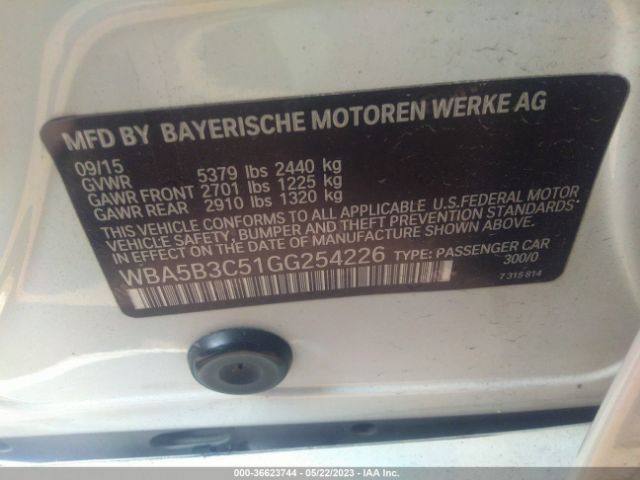 MFD BY BAYERISCHE MOTOREN WERKE AG
09/15
GVWR 5379 lbs 2440 kg
GAWR FRONT 2701 lbs 1225 kg
GAWR REAR 2910 lbs 1320 kg
THIS VEHICLE CONFORMS TO ALL APPLICABLE U.S.FEDERAL MOTOR
VEHICLE SAFETY, BUMPER AND THEFT PREVENTION STANDARDS
IN EFFECT ON THE DATE OF MANUFACTURE SHOWN ABOVE.
WBA5B3C51GG254226 TYPE: PASSENGER CAR
300/0
7 315 814
000-36623744 - 05/22/2023 - IAA Inc.